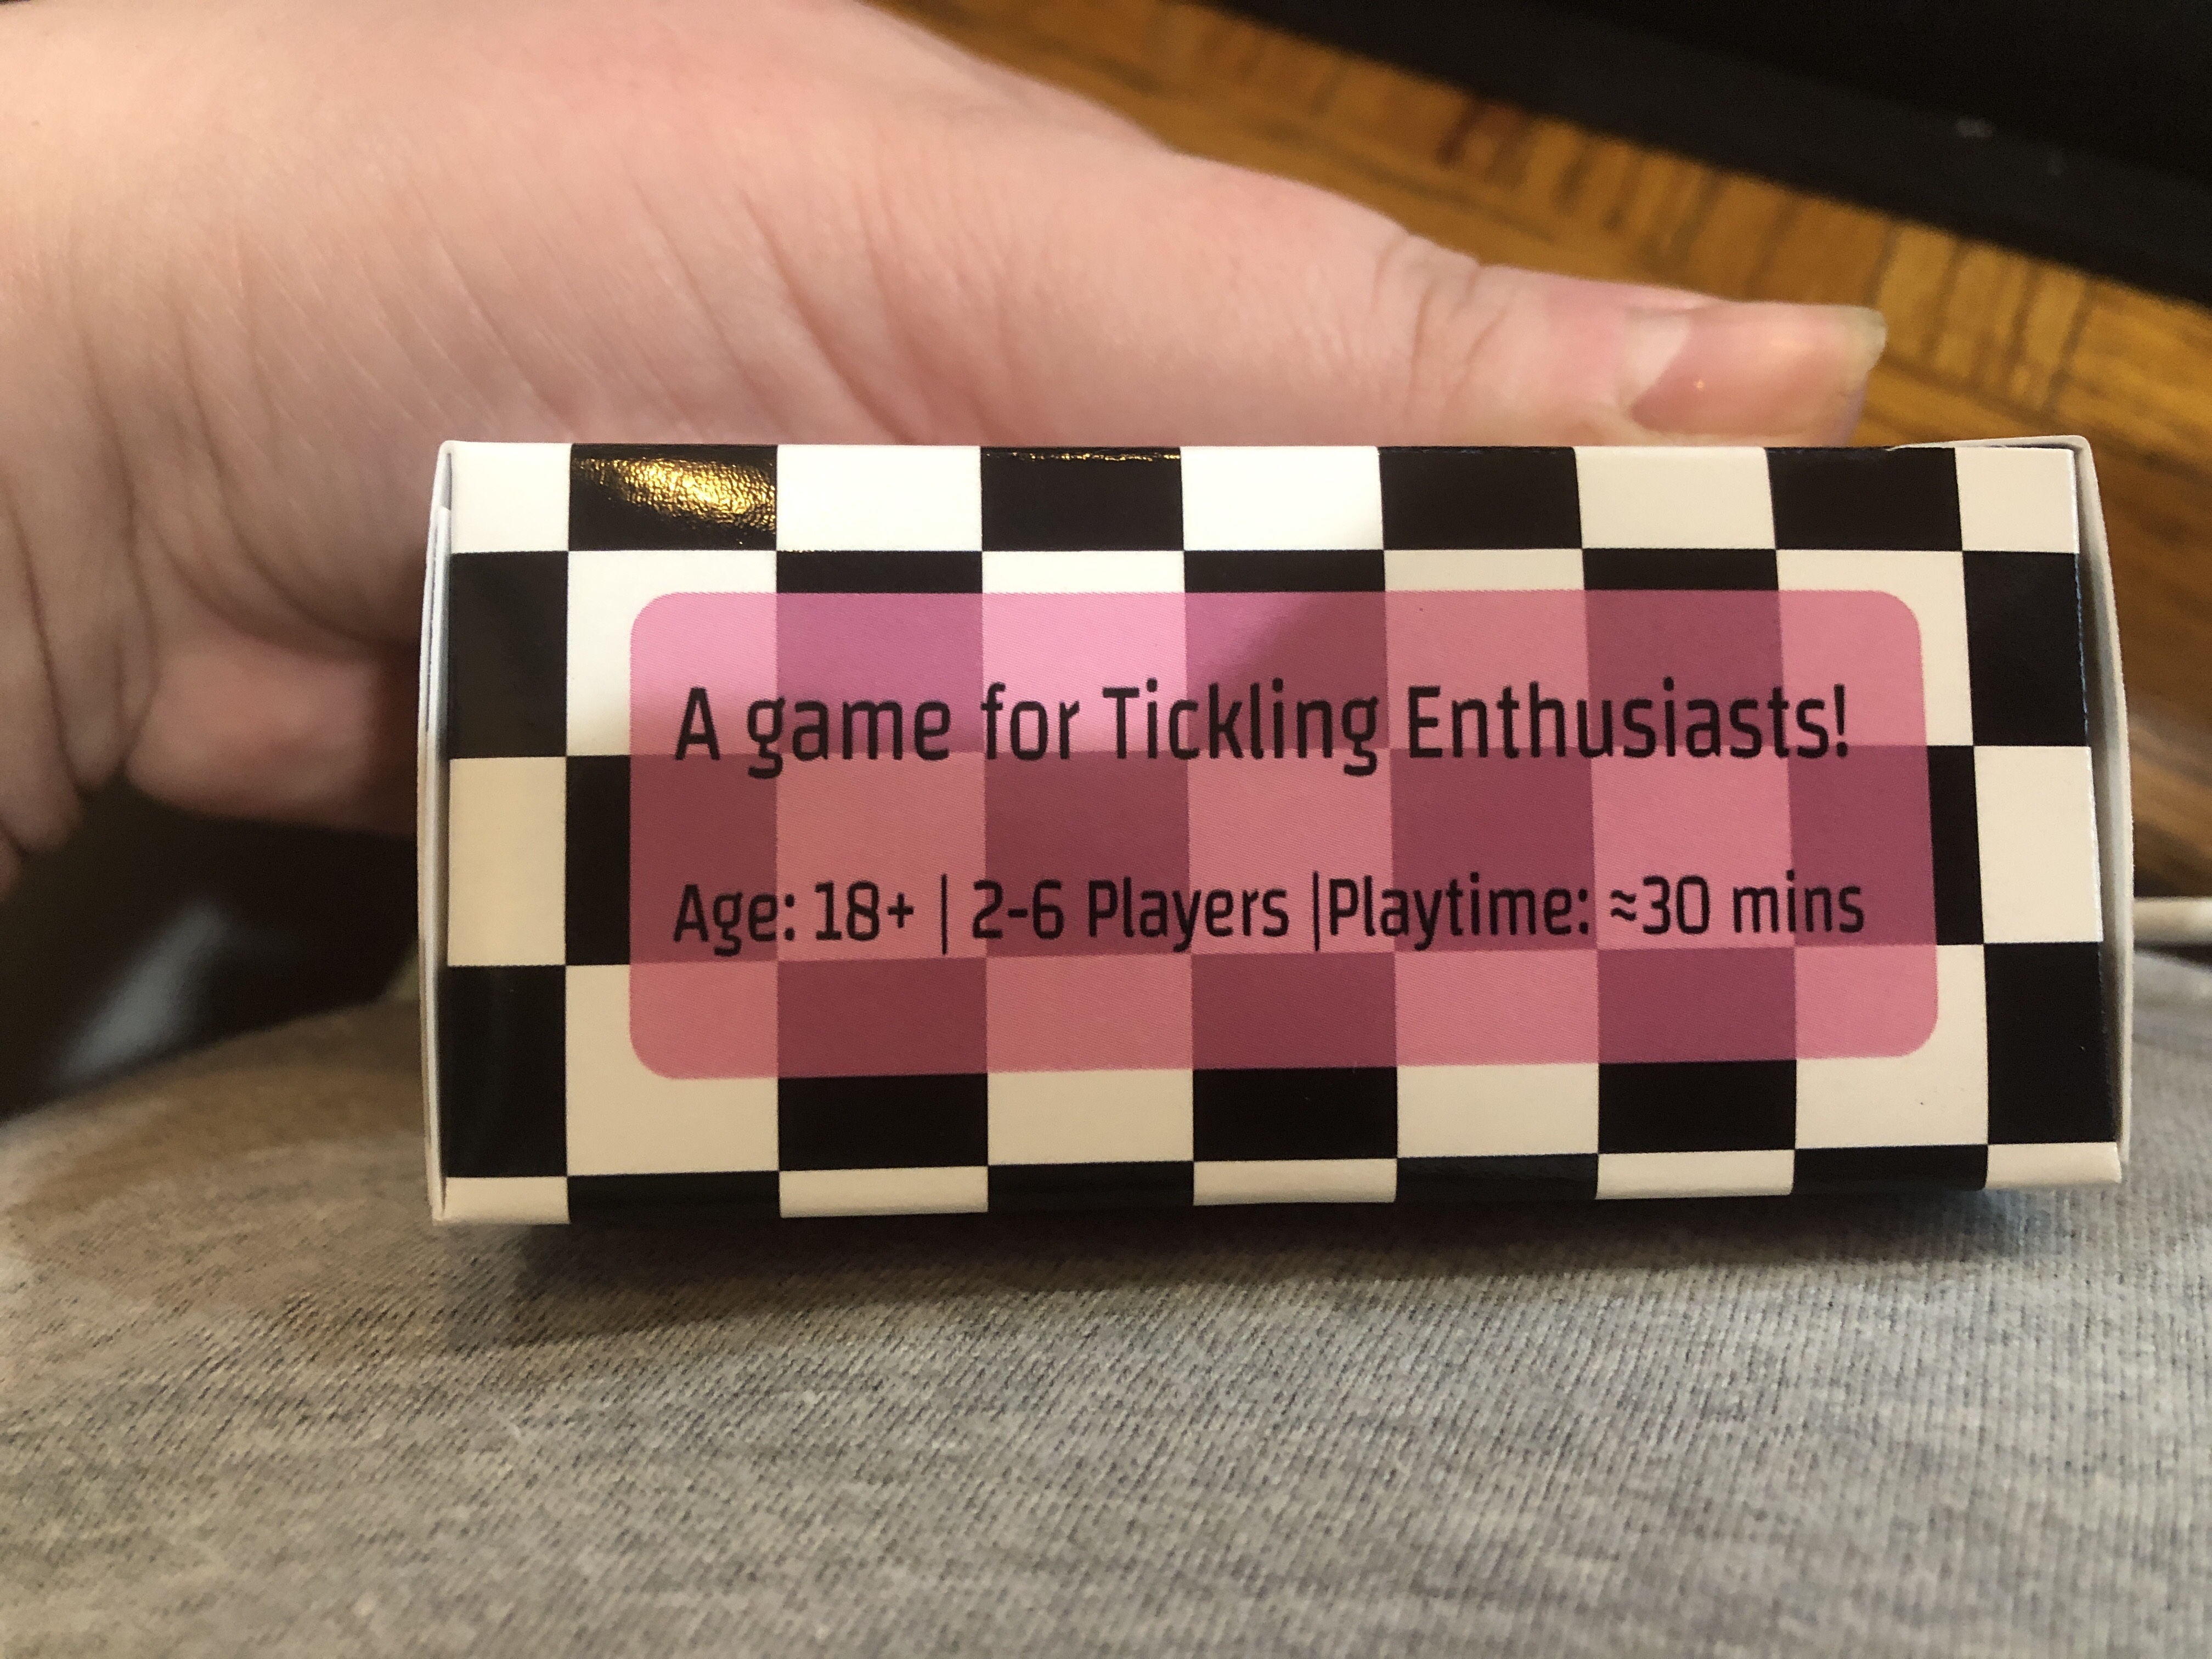 A game for Tickling Enthusiasts!
Age: 18+ | 2-6 Players |Playtime: ≈30 mins